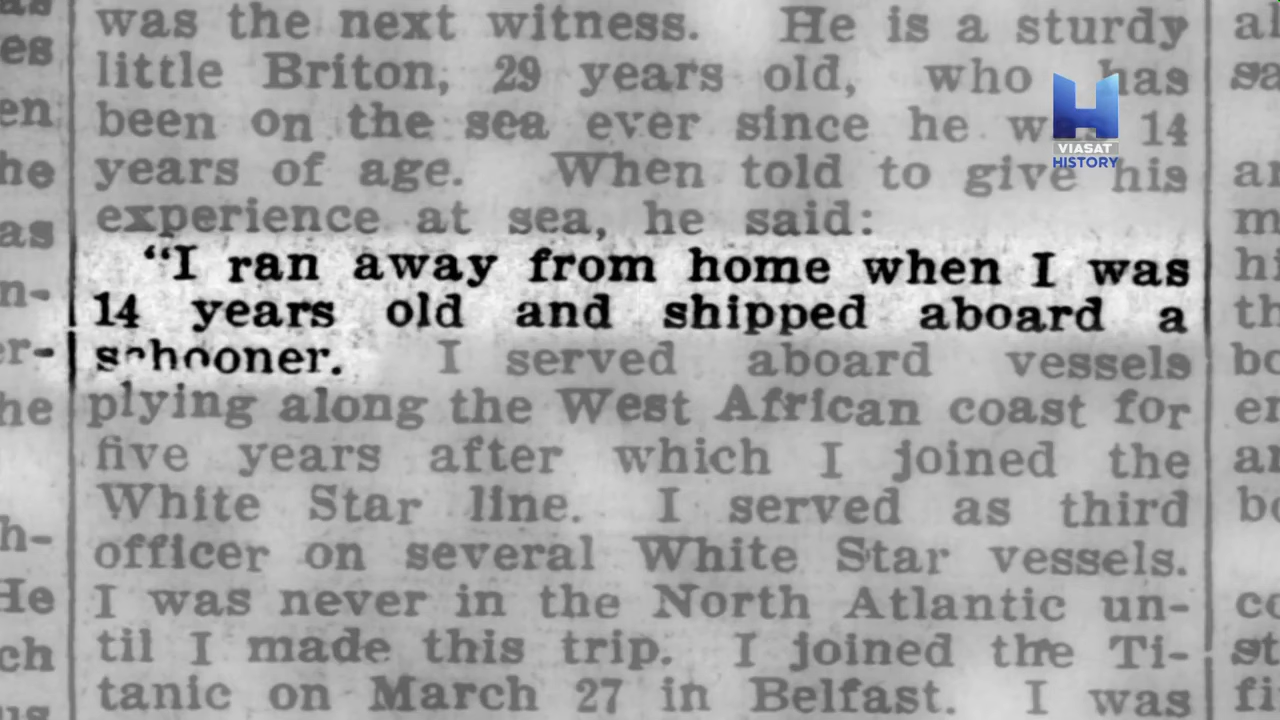 was the next witness. He is a sturdy
little Briton, 29 years old, who has
been on the sea ever since he was 14
years of age. When told to give his
experience at sea, he said:
"I ran away from home when I was
14 years old and shipped aboard a
schooner. I served aboard vessels
plying along the West African coast for
five years after which I joined the
White Star line. I served as third
officer on several White Star vessels.
I was never in the North Atlantic un-
til I made this trip. I joined the Ti-
tanic on March 27 in Belfast. I was
H
VIASAT
HISTORY